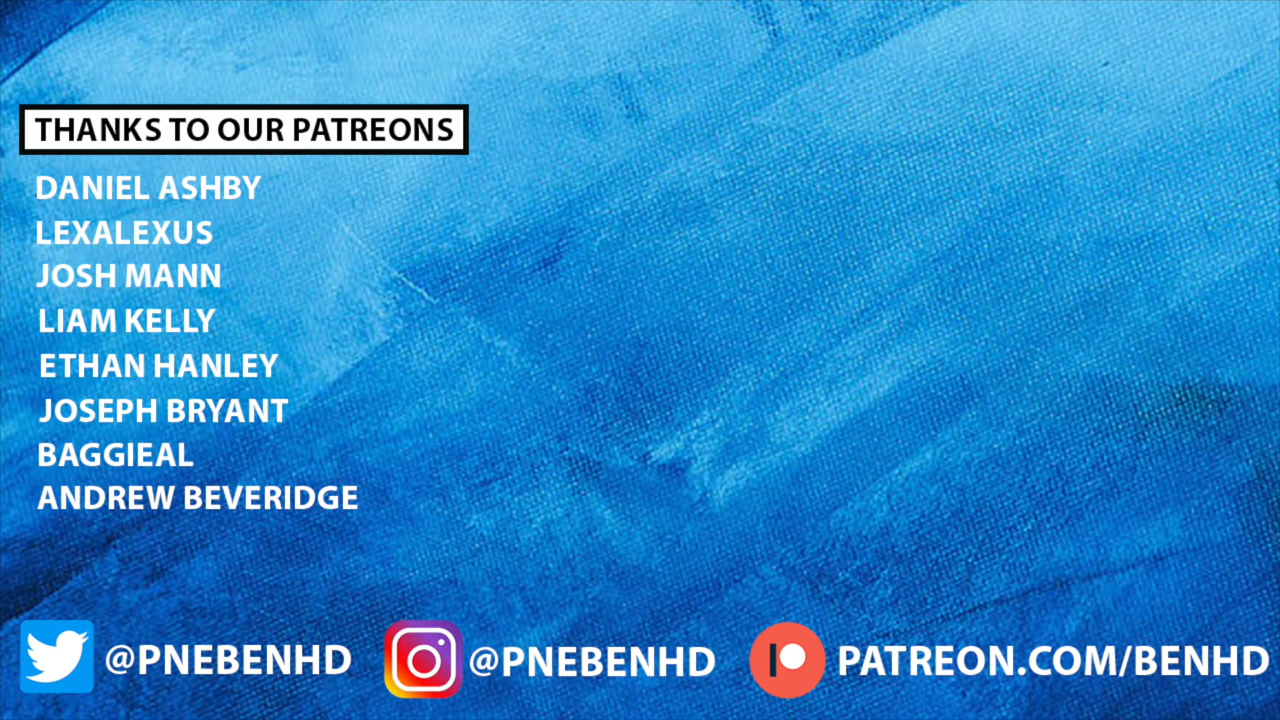 THANKS TO OUR PATREONS
DANIEL ASHBY
LEXALEXUS
JOSH MANN
LIAM KELLY
ETHAN HANLEY
JOSEPH BRYANT
BAGGIEAL
ANDREW BEVERIDGE
@PNEBENHD @PNEBENHD PATREON.COM/BENHD